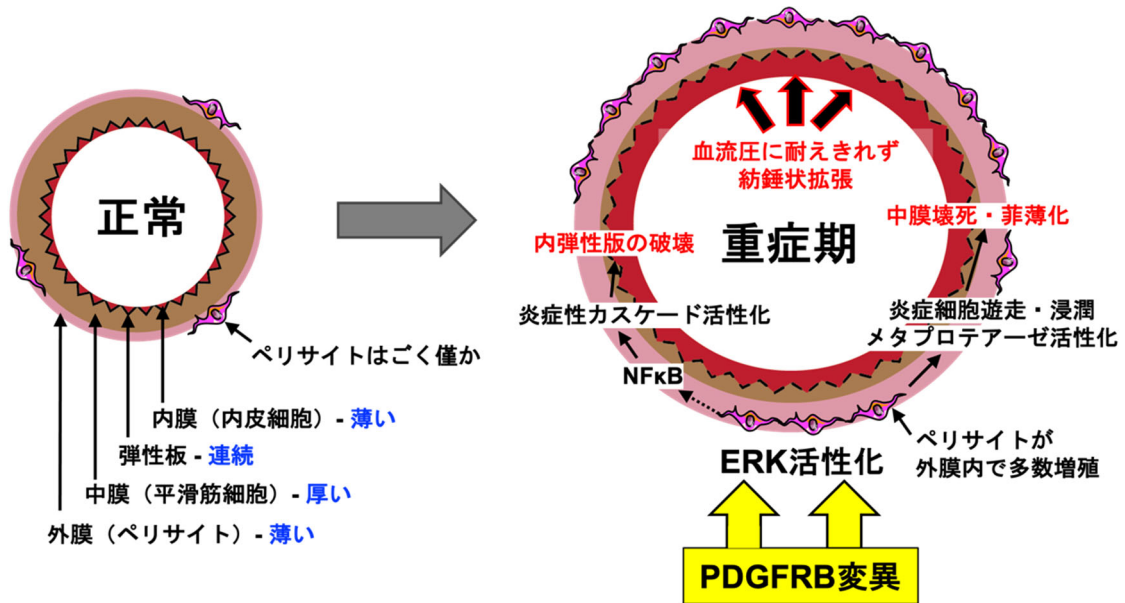 正常
ペリサイトはごく僅か
内膜（内皮細胞）- 薄い
弾性板 - 連続
中膜（平滑筋細胞）- 厚い
外膜（ペリサイト）- 薄い
血流圧に耐えきれず
紡錘状拡張
重症期
内弾性版の破壊
中膜壊死・菲薄化
炎症性カスケード活性化
炎症細胞遊走・浸潤
メタプロテアーゼ活性化
NFκB
ペリサイトが
外膜内で多数増殖
ERK活性化
PDGFRB変異